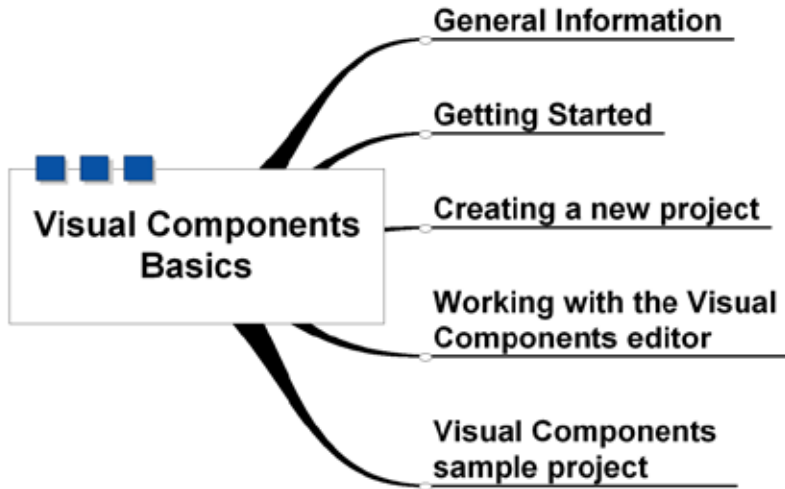 General Information
Getting Started
Visual Components
Basics
Creating a new project
Working with the Visual
Components editor
Visual Components
sample project